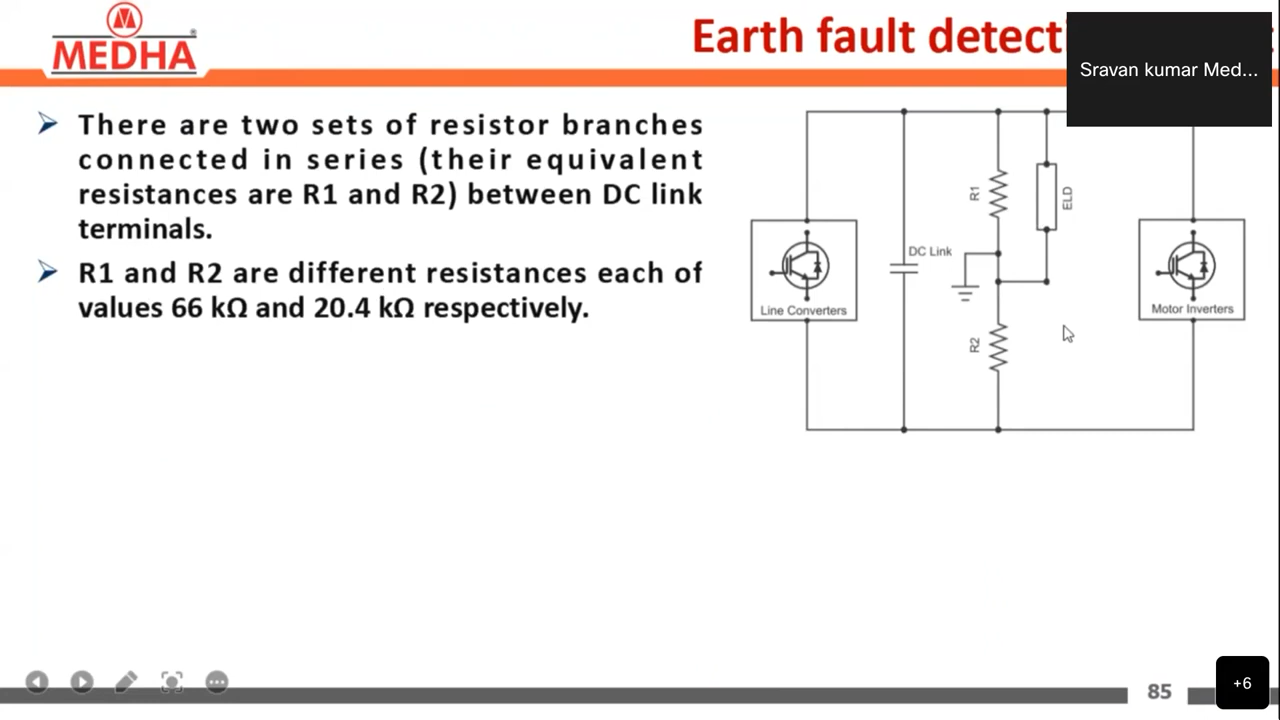 MEDHA
Earth fault detecti
Sravan kumar Med...
There are two sets of resistor branches
connected in series (their equivalent
resistances are R1 and R2) between DC link
terminals.
R1 and R2 are different resistances each of
values 66 kΩ and 20.4 kΩ respectively.
R1
ELD
DC Link
Line Converters
Motor Inverters
R2
85
+6